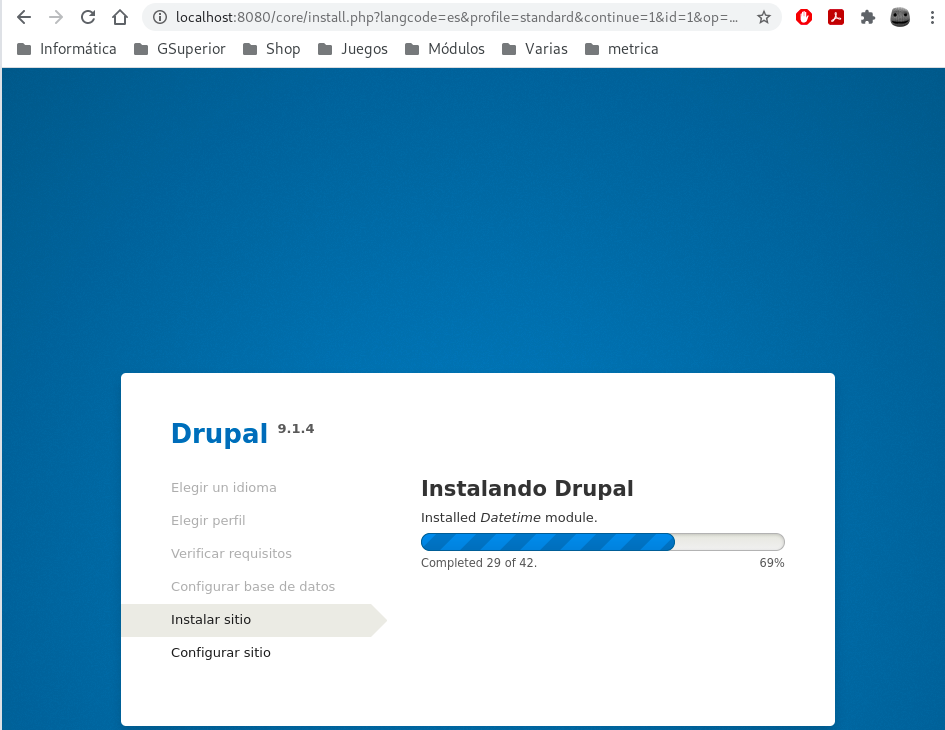 localhost:8080/core/install.php?langcode=es&profile=standard&continue=1&id=1&op=...
Informática GSuperior Shop Juegos Módulos Varias metrica
Drupal 9.1.4
Elegir un idioma
Elegir perfil
Verificar requisitos
Configurar base de datos
Instalar sitio
Configurar sitio
Instalando Drupal
Installed Datetime module.
Completed 29 of 42. 69%